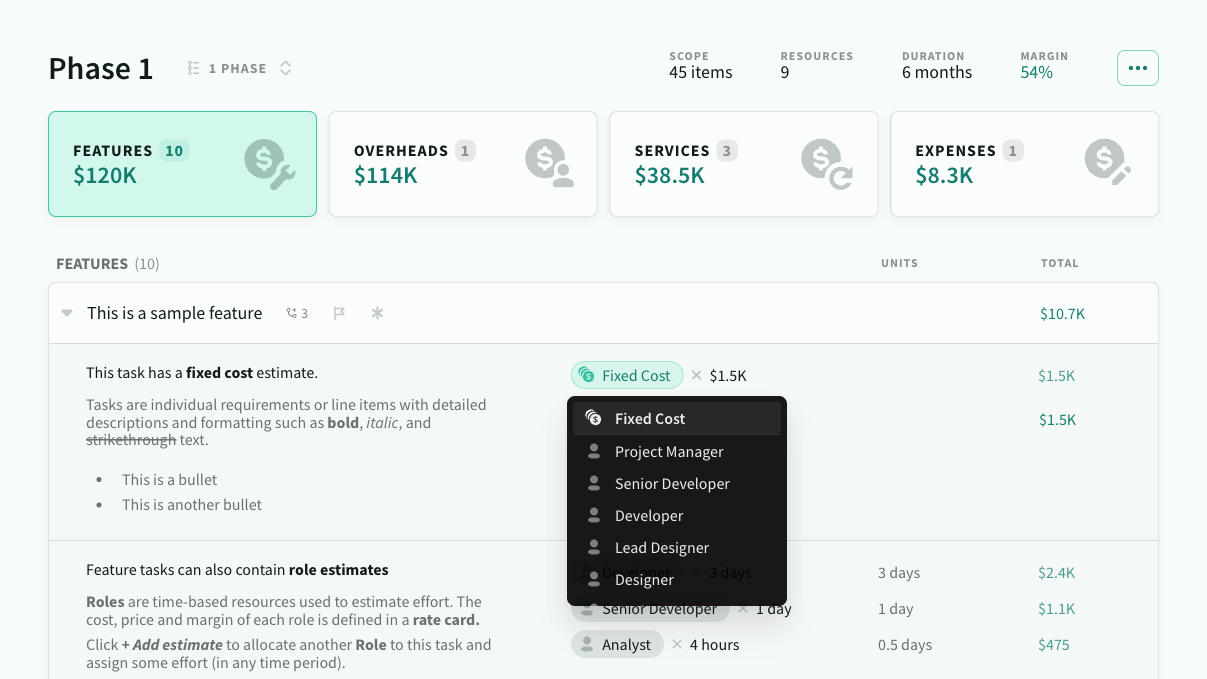 Phase 1
1 PHASE
SCOPE
45 items
RESOURCES
9
DURATION
6 months
MARGIN
54%
FEATURES 10
$120K
OVERHEADS 1
$114K
SERVICES 3
$38.5K
EXPENSES 1
$8.3K
FEATURES (10)
UNITS
TOTAL
This is a sample feature 3
$10.7K
This task has a fixed cost estimate.
Fixed Cost × $1.5K
$1.5K
Tasks are individual requirements or line items with detailed
descriptions and formatting such as bold, italic, and
strikethrough text.
$1.5K
• This is a bullet
• This is another bullet
Fixed Cost
Project Manager
Senior Developer
Developer
Lead Designer
Designer
Feature tasks can also contain role estimates
Developer × 3 days
3 days
$2.4K
Roles are time-based resources used to estimate effort. The
cost, price and margin of each role is defined in a rate card.
Senior Developer × 1 day
1 day
$1.1K
Click + Add estimate to allocate another Role to this task and
assign some effort (in any time period).
Analyst × 4 hours
0.5 days
$475